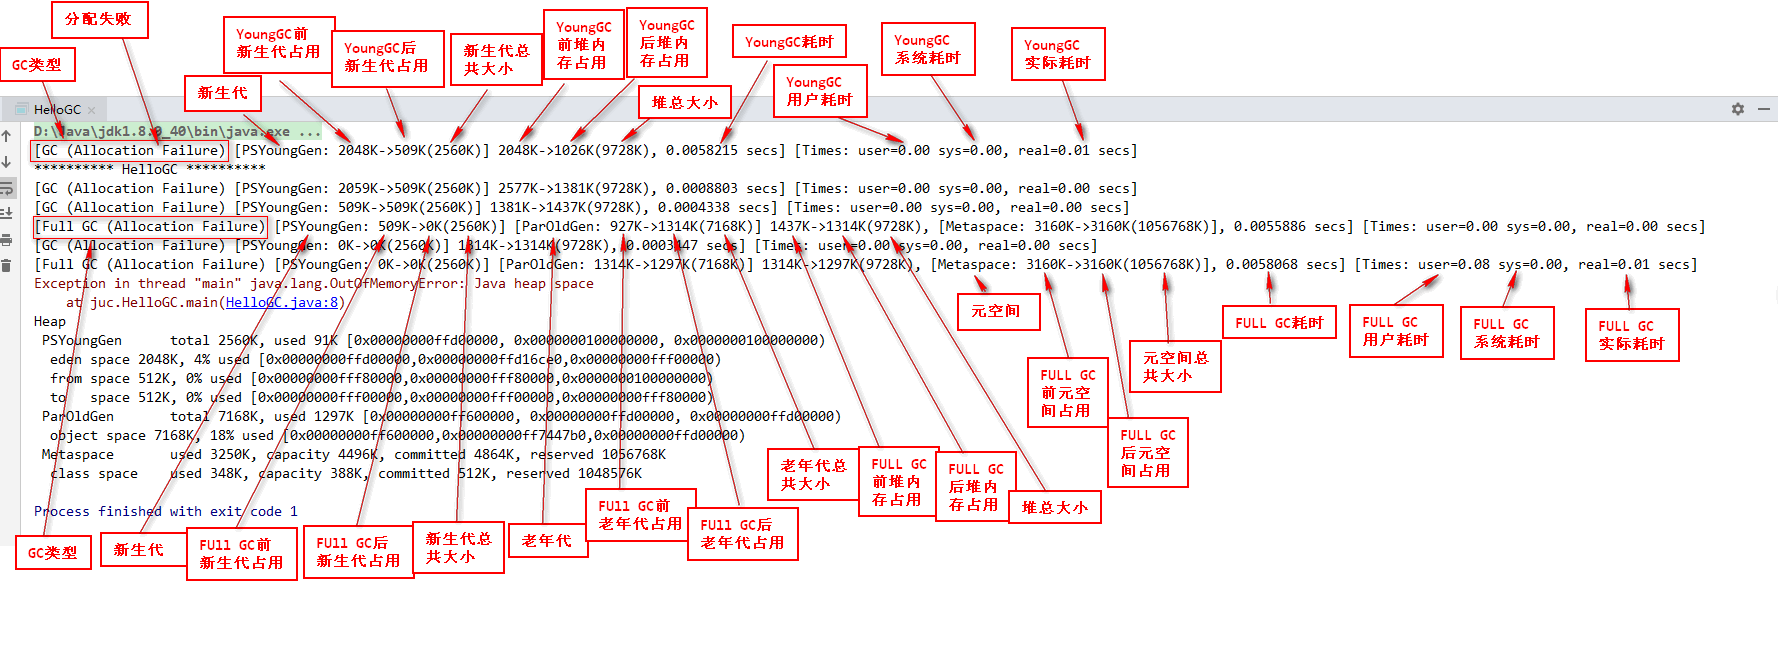 分配失败
GC类型
新生代
YoungGC前
新生代占用
YoungGC后
新生代占用
新生代总
共大小
YoungGC
前堆内
存占用
YoungGC
后堆内
存占用
堆总大小
YoungGC耗时
YoungGC
用户耗时
YoungGC
系统耗时
YoungGC
实际耗时
HelloGC
D:\Java\jdk1.8.0_40\bin\java.exe ...
[GC (Allocation Failure) [PSYoungGen: 2048K->509K(2560K)] 2048K->1026K(9728K), 0.0058215 secs] [Times: user=0.00 sys=0.00, real=0.01 secs]
********** HelloGC **********
[GC (Allocation Failure) [PSYoungGen: 2059K->509K(2560K)] 2577K->1381K(9728K), 0.0008803 secs] [Times: user=0.00 sys=0.00, real=0.00 secs]
[GC (Allocation Failure) [PSYoungGen: 509K->509K(2560K)] 1381K->1437K(9728K), 0.0004338 secs] [Times: user=0.00 sys=0.00, real=0.00 secs]
[Full GC (Allocation Failure) [PSYoungGen: 509K->0K(2560K)] [ParOldGen: 927K->1314K(7168K)] 1437K->1314K(9728K), [Metaspace: 3160K->3160K(1056768K)], 0.0055886 secs] [Times: user=0.00 sys=0.00, real=0.00 secs]
[GC (Allocation Failure) [PSYoungGen: 0K->0K(2560K)] 1314K->1314K(9728K), 0.0003447 secs] [Times: user=0.00 sys=0.00, real=0.00 secs]
[Full GC (Allocation Failure) [PSYoungGen: 0K->0K(2560K)] [ParOldGen: 1314K->1297K(7168K)] 1314K->1297K(9728K), [Metaspace: 3160K->3160K(1056768K)], 0.0058068 secs] [Times: user=0.08 sys=0.00, real=0.01 secs]
Exception in thread "main" java.lang.OutOfMemoryError: Java heap space
at juc.HelloGC.main(HelloGC.java:8)
Heap
PSYoungGen total 2560K, used 91K [0x00000000ffd00000, 0x0000000100000000, 0x0000000100000000)
eden space 2048K, 4% used [0x00000000ffd00000,0x00000000ffd16ce0,0x00000000fff00000)
from space 512K, 0% used [0x00000000fff80000,0x00000000fff80000,0x0000000100000000)
to space 512K, 0% used [0x00000000fff00000,0x00000000fff00000,0x00000000fff80000)
ParOldGen total 7168K, used 1297K [0x00000000ff600000, 0x00000000ffd00000, 0x00000000ffd00000)
object space 7168K, 18% used [0x00000000ff600000,0x00000000ff7447b0,0x00000000ffd00000)
Metaspace used 3250K, capacity 4496K, committed 4864K, reserved 1056768K
class space used 348K, capacity 388K, committed 512K, reserved 1048576K
Process finished with exit code 1
GC类型
新生代
FUll GC前
新生代占用
FUll GC后
新生代占用
新生代总
共大小
老年代
FUll GC前
老年代占用
FUll GC后
老年代占用
老年代总
共大小
FULL GC
前堆内
存占用
FULL GC
后堆内
存占用
堆总大小
元空间
FULL GC
前元空
间占用
FULL GC
后元空
间占用
元空间总
共大小
FULL GC耗时
FULL GC
用户耗时
FULL GC
系统耗时
FULL GC
实际耗时